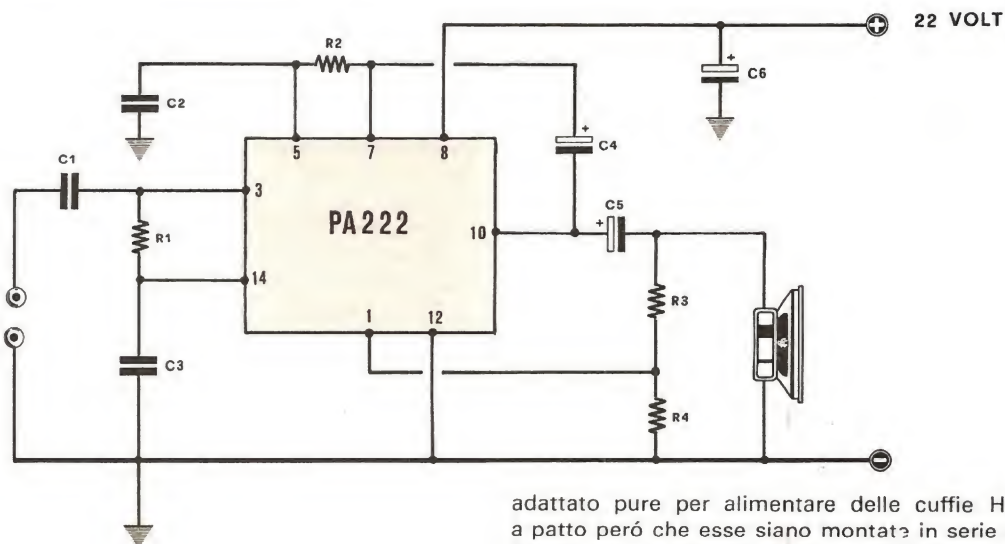 22 VOLT
R2
C6
C2
C4
5 7 8
C1
C5
3
PA222
10
R1
R3
14
1 12
C3
R4
adattato pure per alimentare delle cuffie H
a patto peró che esse siano montate in serie